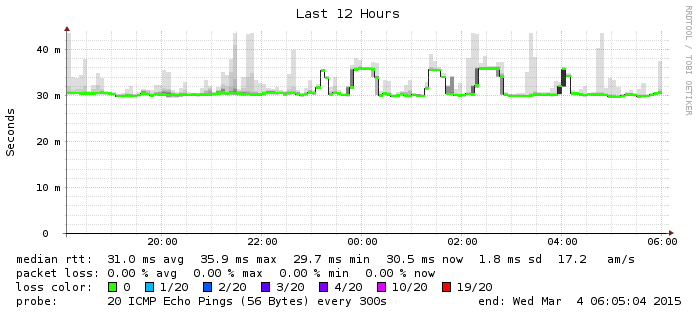 Last 12 Hours
RRDTOOL / TOBI OETIKER
Seconds
40 m
30 m
20 m
10 m
0
20:00 22:00 00:00 02:00 04:00 06:00
median rtt: 31.0 ms avg 35.9 ms max 29.7 ms min 30.5 ms now 1.8 ms sd 17.2 am/s
packet loss: 0.00 % avg 0.00 % max 0.00 % min 0.00 % now
loss color: 0 1/20 2/20 3/20 4/20 10/20 19/20
probe: 20 ICMP Echo Pings (56 Bytes) every 300s end: Wed Mar 4 06:05:04 2015